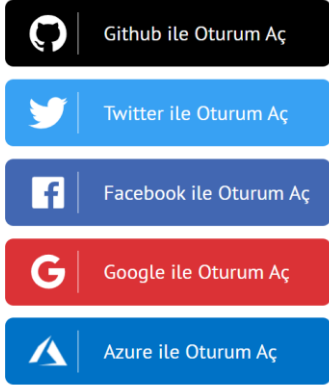 Github ile Oturum Aç
Twitter ile Oturum Aç
Facebook ile Oturum Aç
Google ile Oturum Aç
Azure ile Oturum Aç